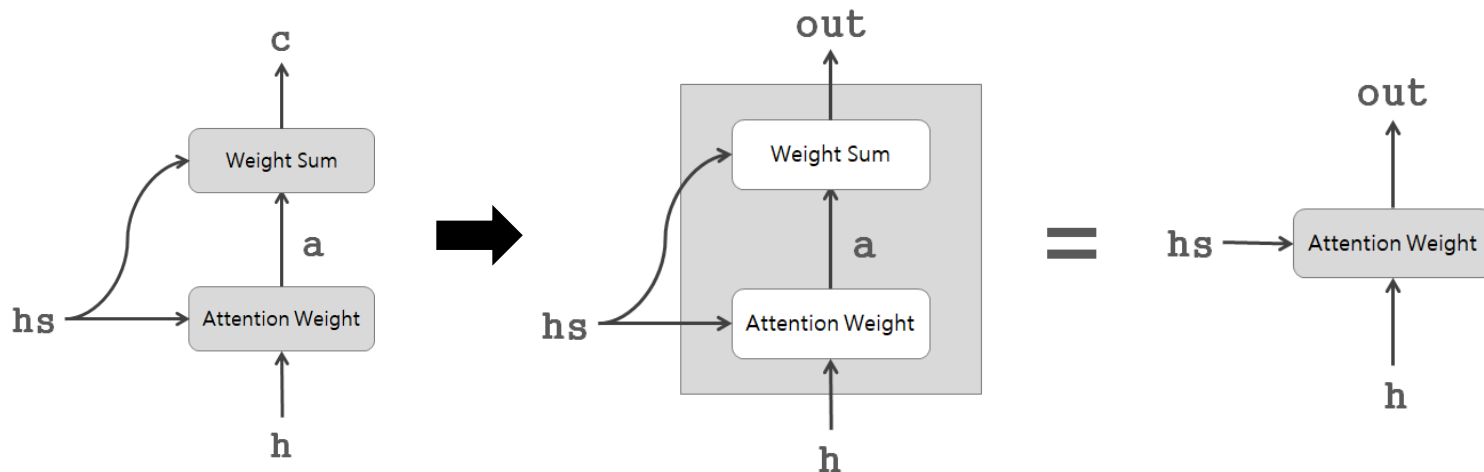 c
Weight Sum
a
hs
Attention Weight
h
out
Weight Sum
a
hs
Attention Weight
h
=
out
hs
Attention Weight
h